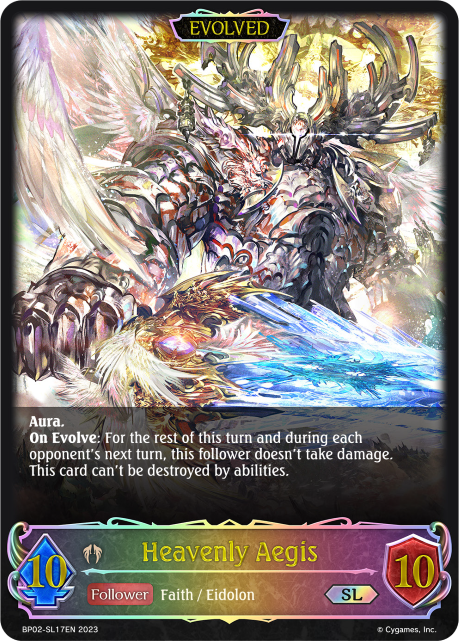 EVOLVED
Aura.
On Evolve: For the rest of this turn and during each
opponent's next turn, this follower doesn't take damage.
This card can't be destroyed by abilities.
Heavenly Aegis
10
10
Follower Faith / Eidolon SL
BP02-SL17EN 2023 © Cygames, Inc.